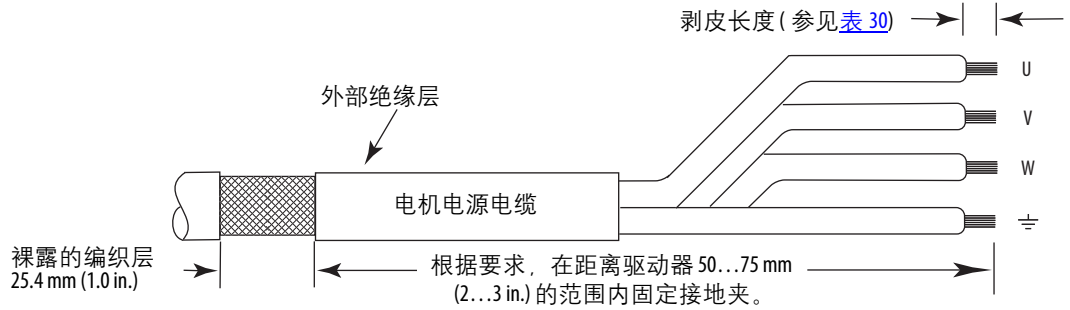 剥皮长度 ( 参见表 30)
U
外部绝缘层
V
W
电机电源电缆
裸露的编织层
25.4 mm (1.0 in.)
根据要求，在距离驱动器 50…75 mm
(2…3 in.) 的范围内固定接地夹。